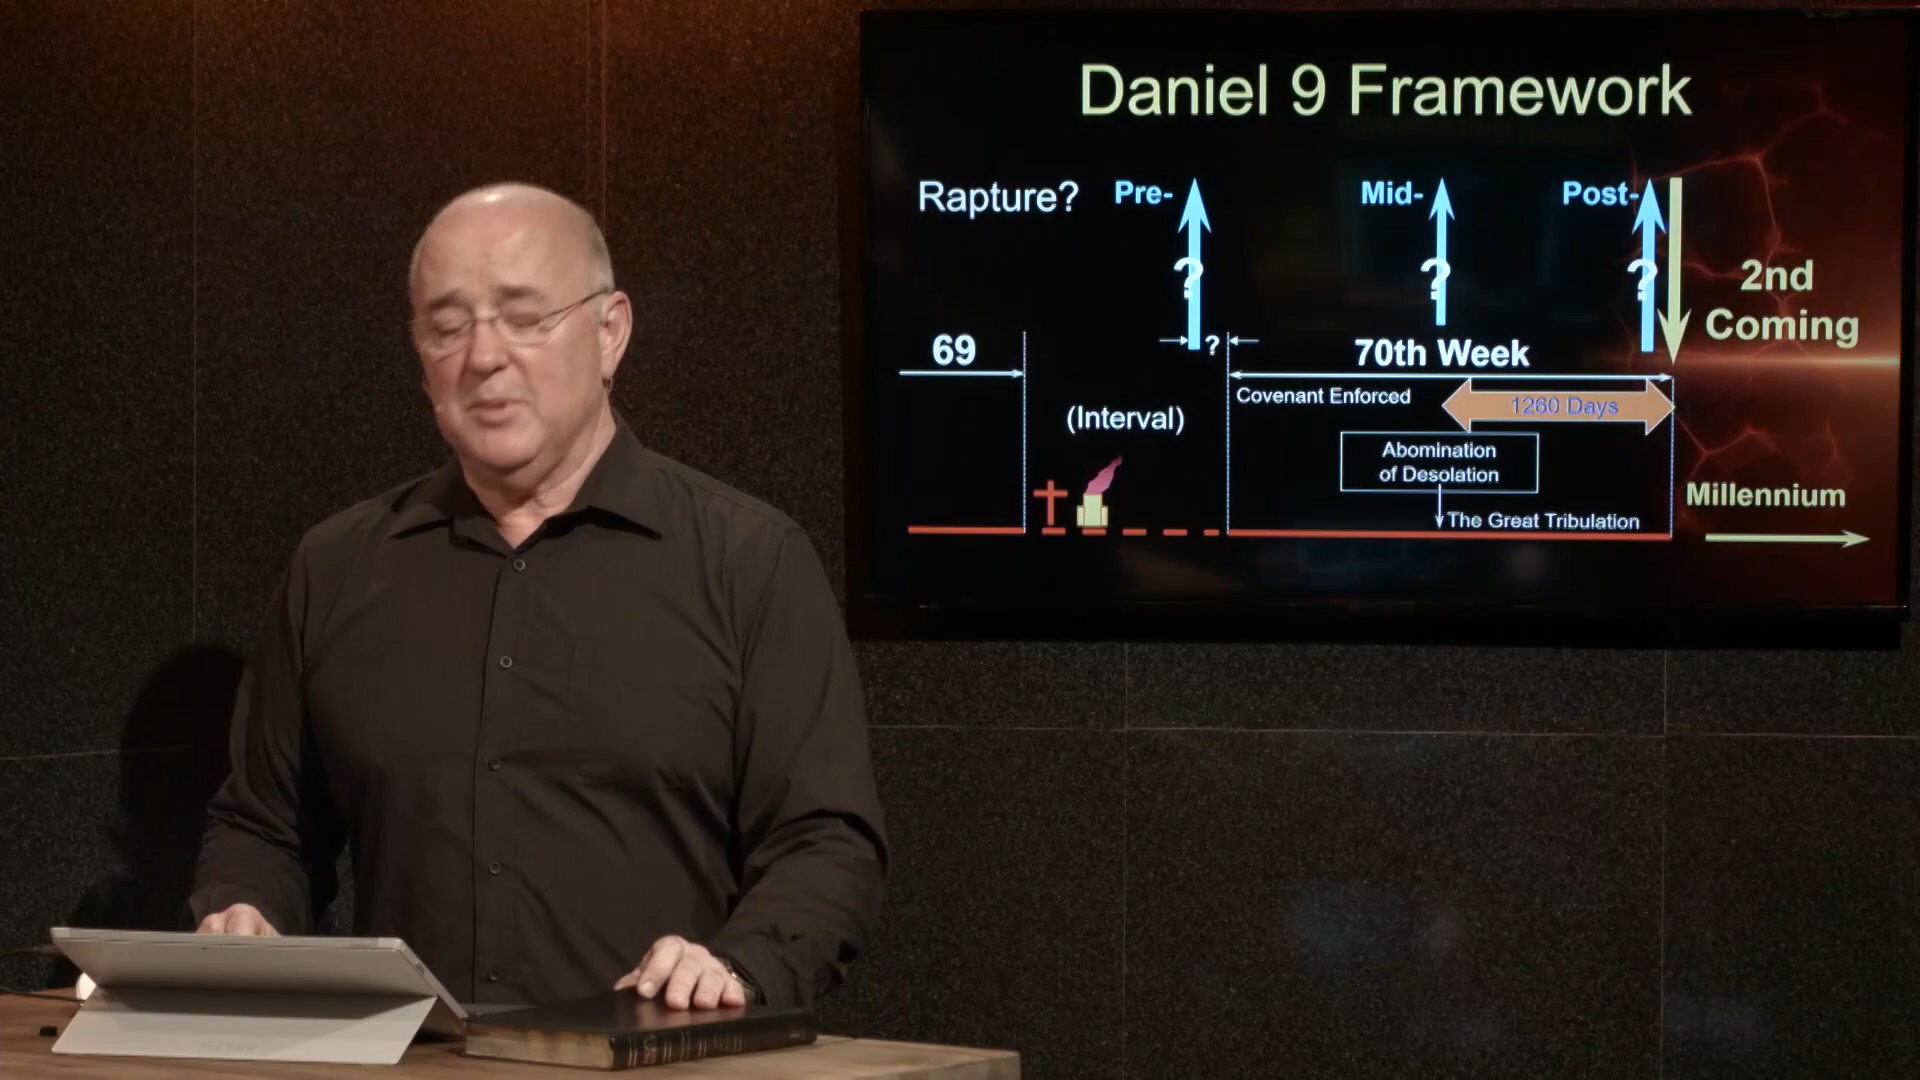 Daniel 9 Framework
Rapture? Pre- Mid- Post-
? ? ?
2nd
Coming
69 ? 70th Week
Covenant Enforced 1260 Days
(Interval)
Abomination
of Desolation
Millennium
The Great Tribulation